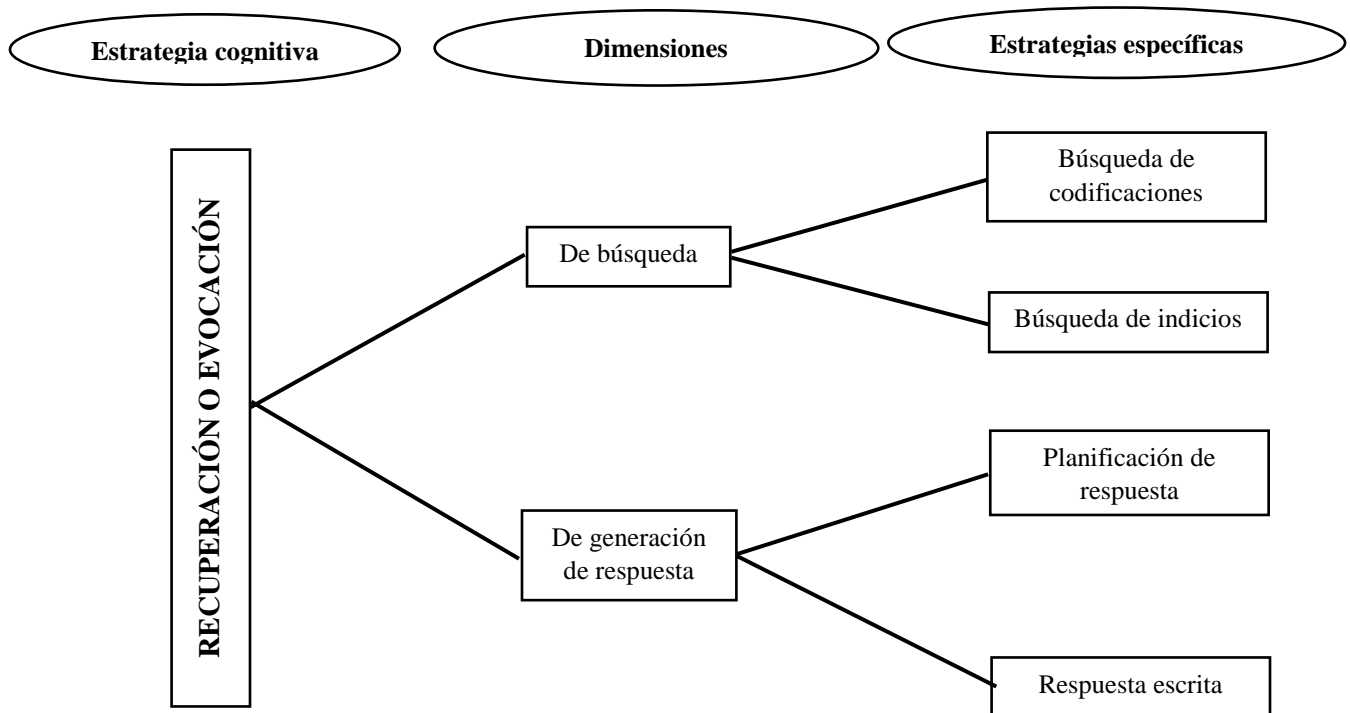 Estrategia cognitiva
Dimensiones
Estrategias específicas
RECUPERACIÓN O EVOCACIÓN
De búsqueda
Búsqueda de
codificaciones
Búsqueda de indicios
De generación
de respuesta
Planificación de
respuesta
Respuesta escrita